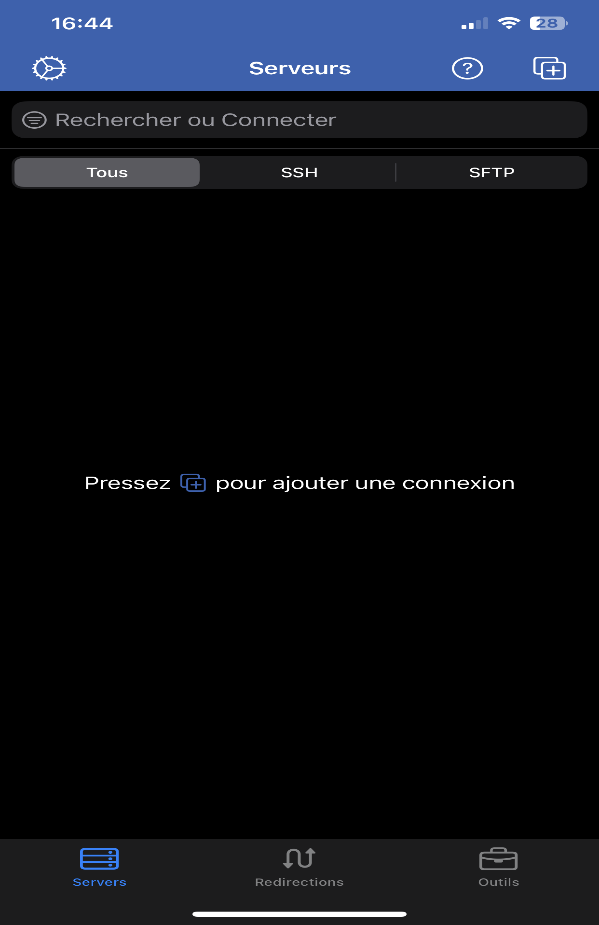 16:44
28
Serveurs
?
Rechercher ou Connecter
Tous SSH SFTP
Pressez pour ajouter une connexion
Servers Redirections Outils